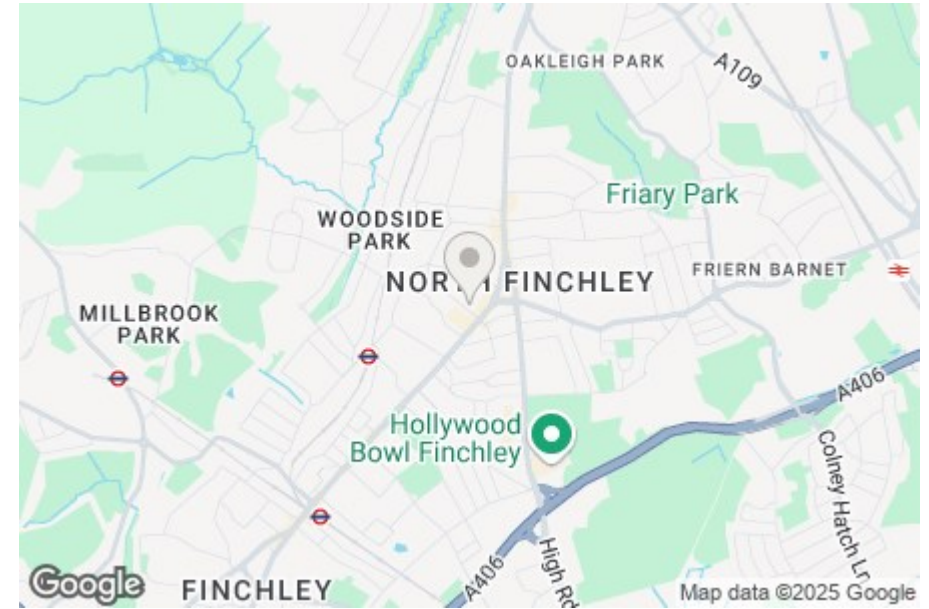 OAKLEIGH PARK
A109
Friary Park
WOODSIDE
PARK
NORTH FINCHLEY
FRIERN BARNET
MILLBROOK
PARK
A406
Hollywood
Bowl Finchley
Colney Hatch Ln
High Rd
A406
FINCHLEY
Google
Map data ©2025 Google